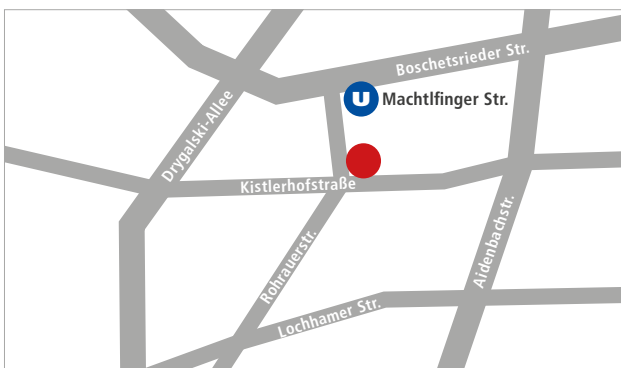 Boschetsrieder Str.
U Machtlfinger Str.
Drygalski-Allee
Kistlerhofstraße
Aidenbachstr.
Rohrauerstr.
Lochhamer Str.